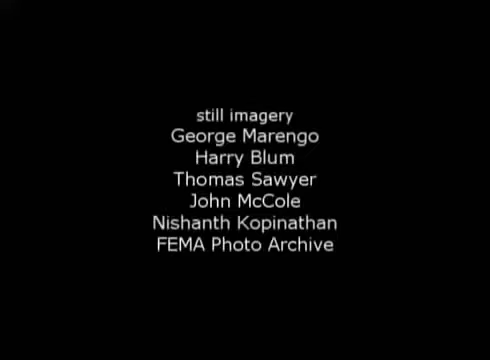 still imagery
George Marengo
Harry Blum
Thomas Sawyer
John McCole
Nishanth Kopinathan
FEMA Photo Archive